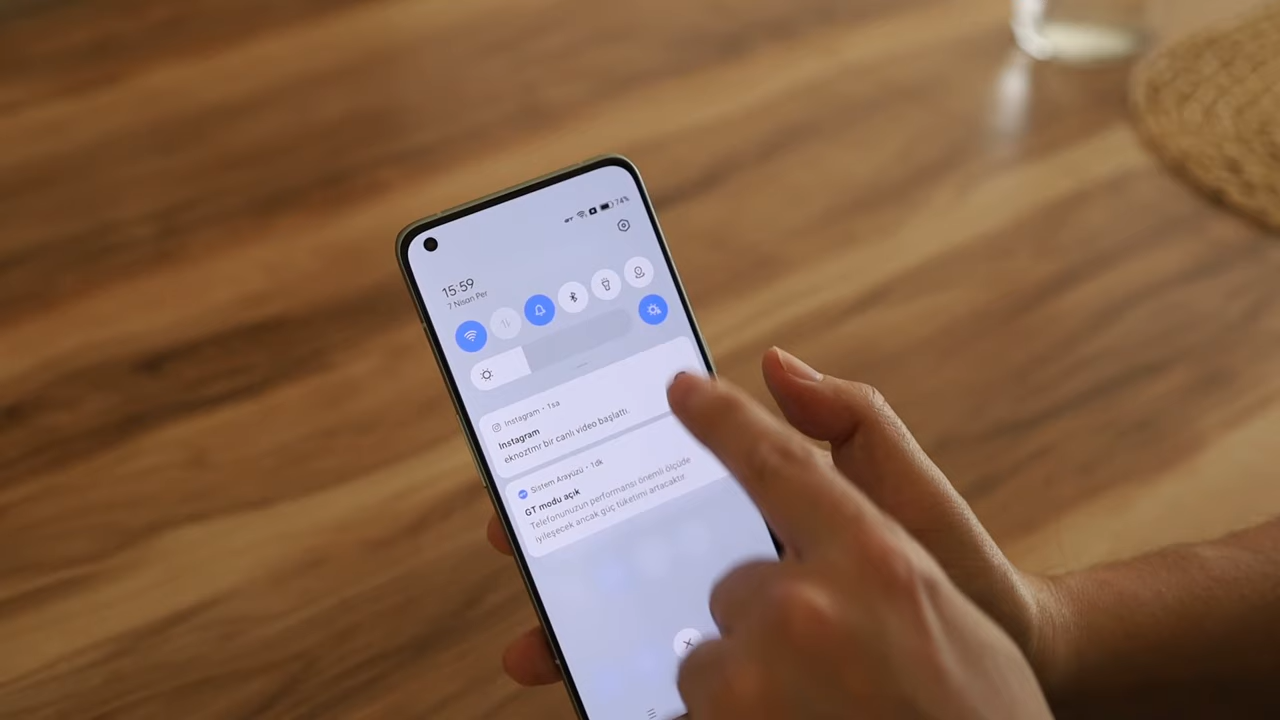 74%
15:59
7 Nisan Per
Instagram • 1sa
Instagram
eknoztmr bir canlı video başlattı.
Sistem Arayüzü • 1dk
GT modu açık
Telefonunuzun performansı önemli ölçüde
iyileşecek ancak güç tüketimi artacaktır.